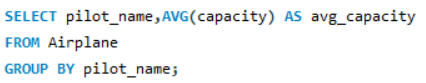 SELECT pilot_name,AVG(capacity) AS avg_capacity
FROM Airplane
GROUP BY pilot_name;